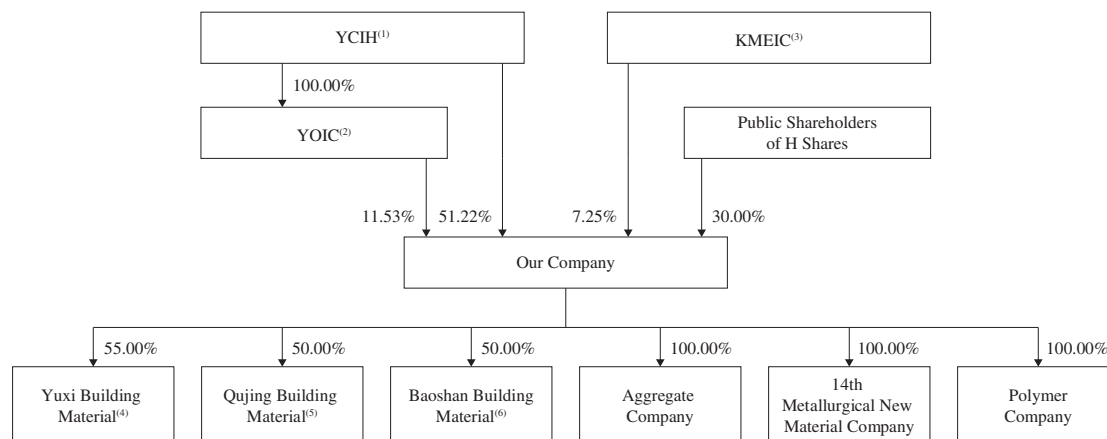 YCIH(1)
KMEIC(3)
100.00%
YOIC(2)
Public Shareholders
of H Shares
11.53%
51.22%
7.25%
30.00%
Our Company
55.00%
50.00%
50.00%
100.00%
100.00%
100.00%
Yuxi Building
Material(4)
Qujing Building
Material(5)
Baoshan Building
Material(6)
Aggregate
Company
14th
Metallurgical New
Material Company
Polymer
Company